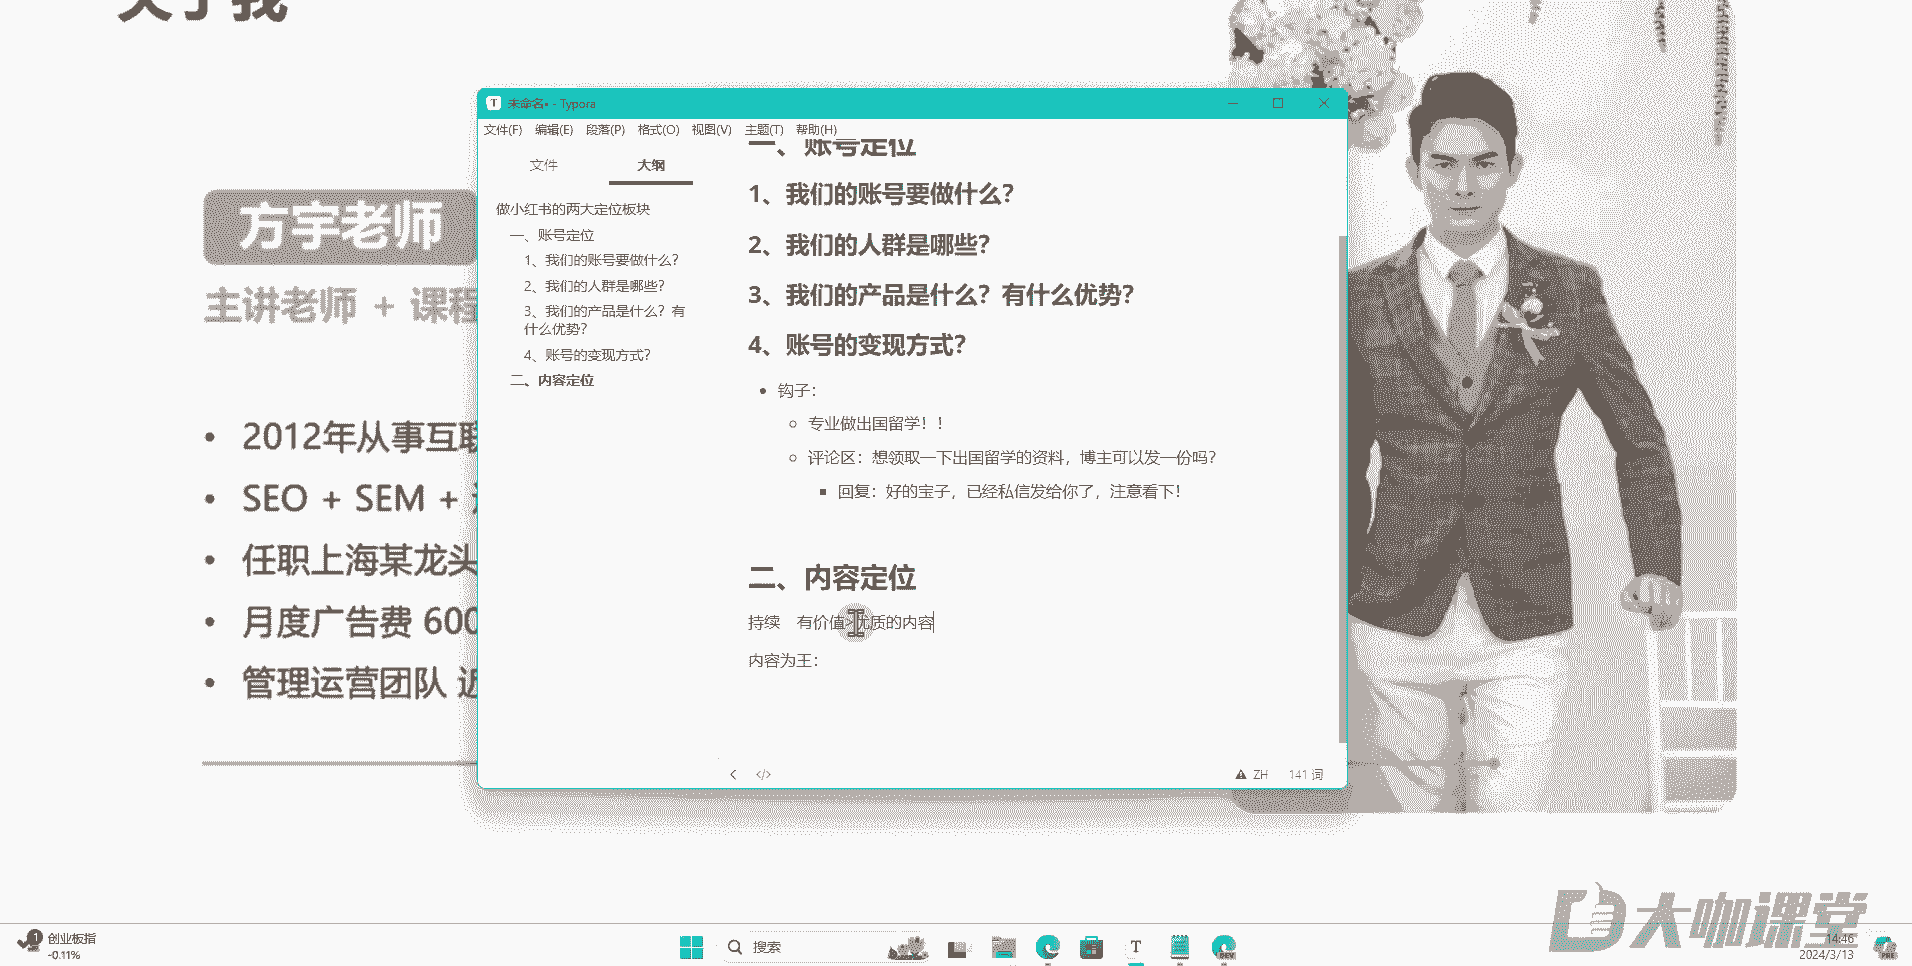 关于我
方宇老师
主讲老师 + 课程
2012年从事互联
SEO + SEM +
任职上海某龙头
月度广告费 600
管理运营团队 近
未命名• - Typora
文件(F) 编辑(E) 段落(P) 格式(O) 视图(V) 主题(T) 帮助(H)
文件 大纲
做小红书的两大定位板块
一、账号定位
1、我们的账号要做什么？
2、我们的人群是哪些？
3、我们的产品是什么？有
什么优势？
4、账号的变现方式？
二、内容定位
一、账号定位
1、我们的账号要做什么？
2、我们的人群是哪些？
3、我们的产品是什么？有什么优势？
4、账号的变现方式？
钩子：
专业做出国留学！！
评论区：想领取一下出国留学的资料，博主可以发一份吗？
回复：好的宝子，已经私信发给你了，注意看下！
二、内容定位
持续 有价值>优质的内容
内容为王：
ZH 141 词
大咖课堂
1
创业板指
-0.11%
搜索
T
DEV
14:46
2024/3/13
PRE